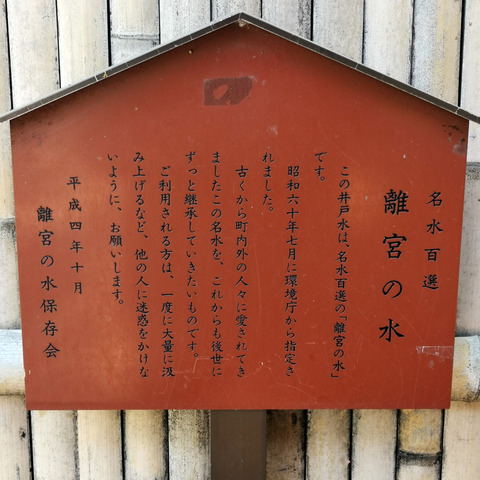 名水百選
離宮の水
この井戸水は、名水百選の「離宮の水」
です。
昭和六十年七月に環境庁から指定さ
れました。
古くから町内外の人々に愛されてき
ましたこの名水を、これからも後世に
ずっと継承していきたいものです。
ご利用される方は、一度に大量に汲
み上げるなど、他の人に迷惑をかけな
いように、お願いします。
平成四年十月
離宮の水保存会